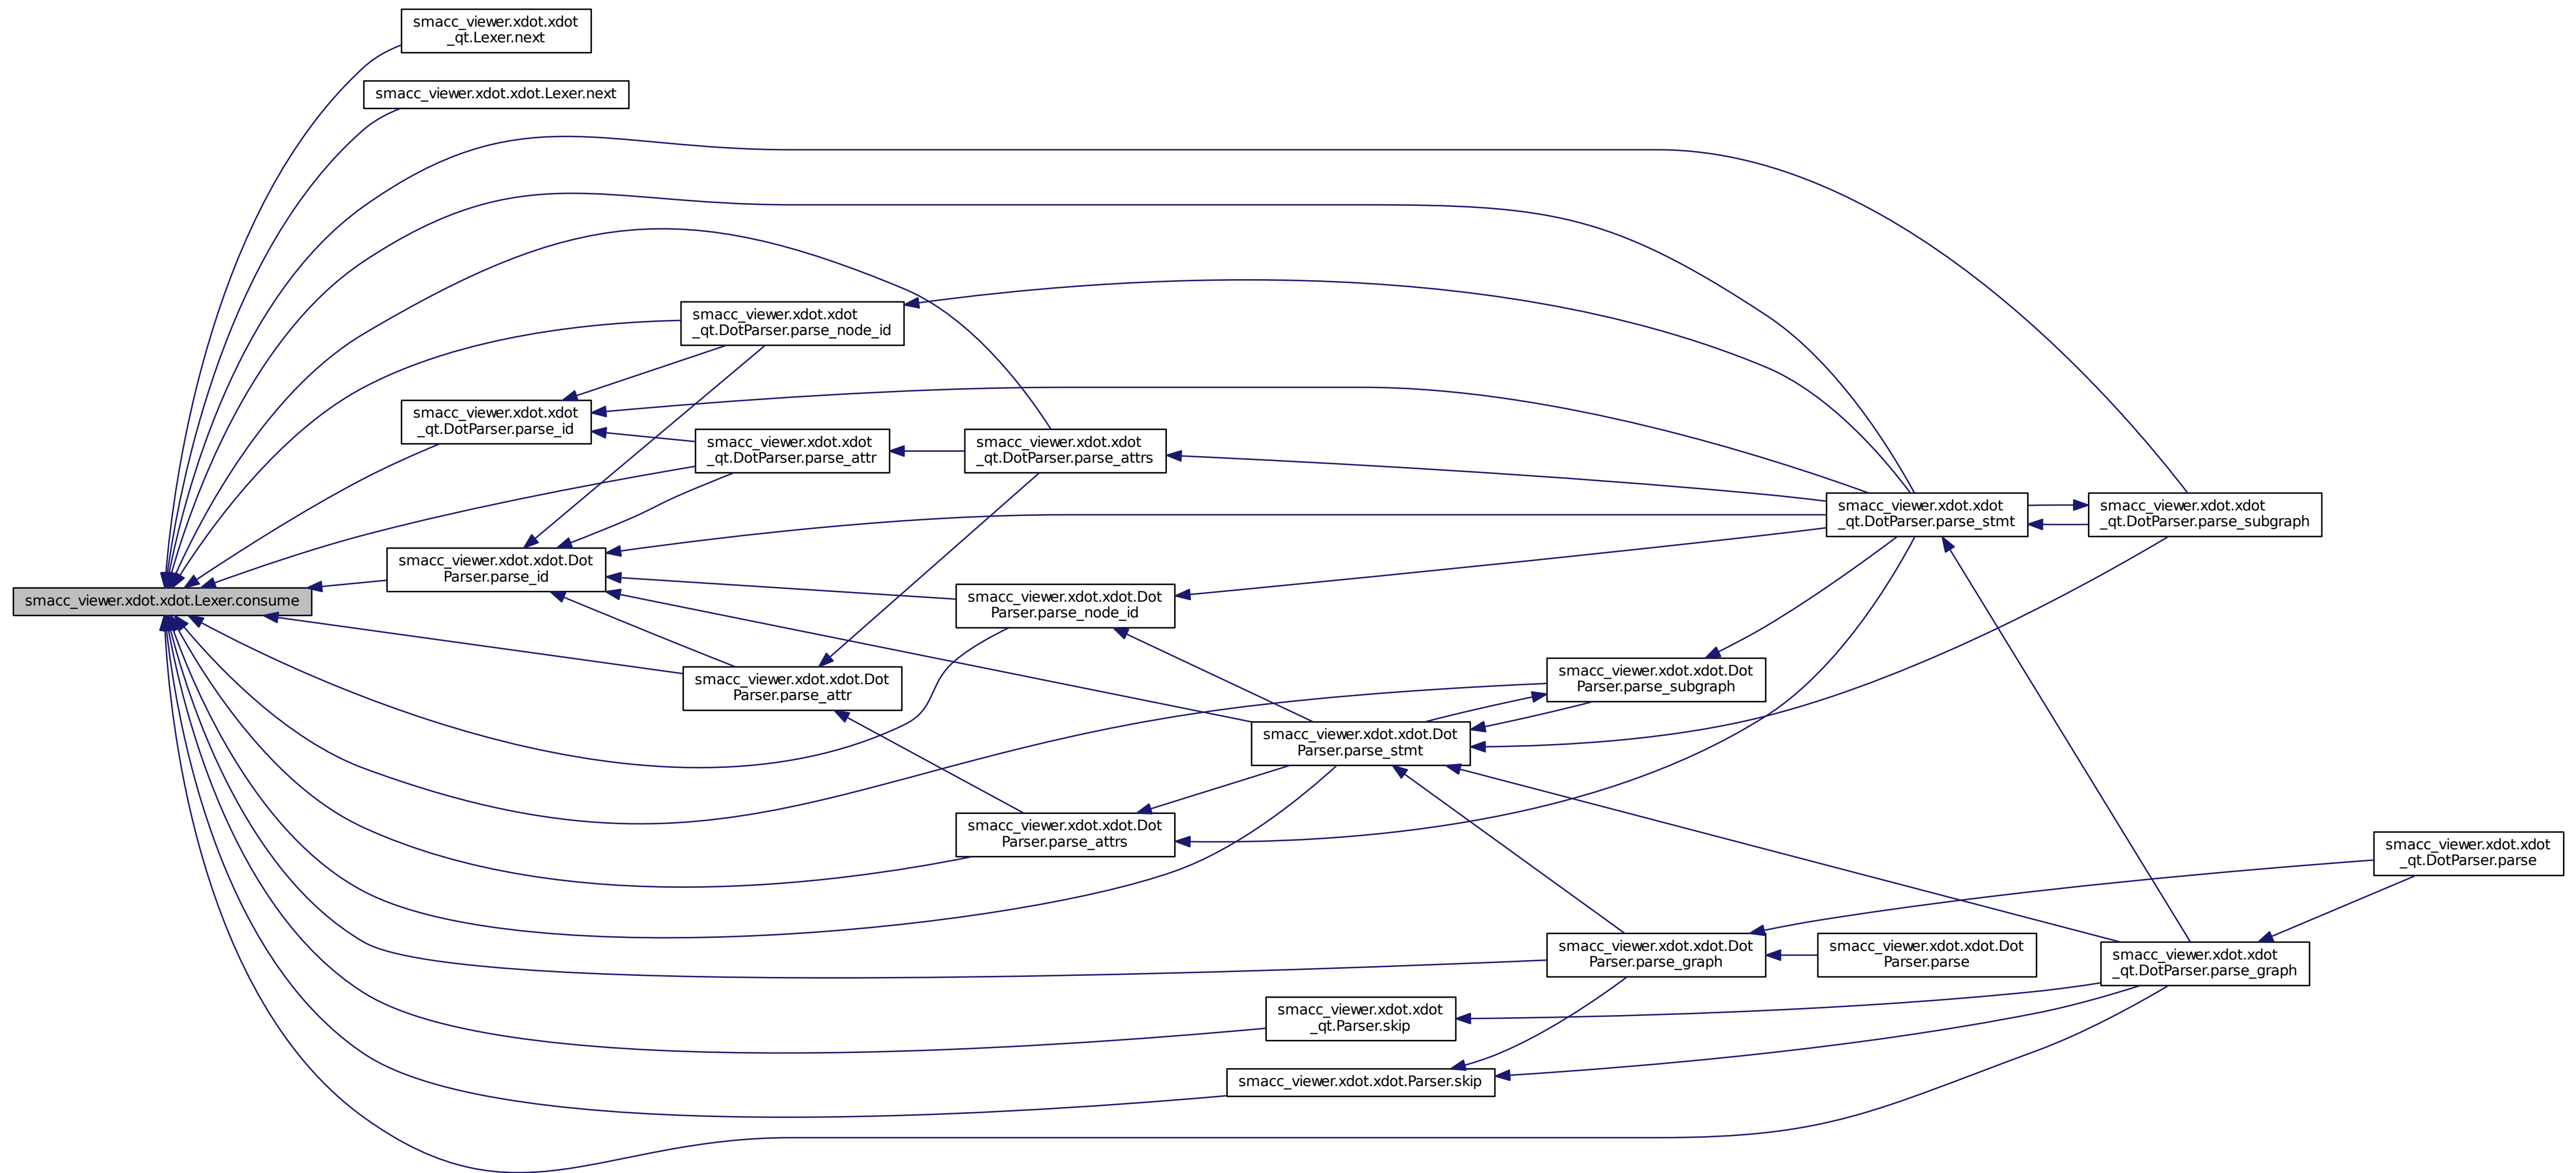 smacc_viewer.xdot.xdot
_qt.Lexer.next
smacc_viewer.xdot.xdot.Lexer.next
smacc_viewer.xdot.xdot
_qt.DotParser.parse_node_id
smacc_viewer.xdot.xdot
_qt.DotParser.parse_id
smacc_viewer.xdot.xdot
_qt.DotParser.parse_attr
smacc_viewer.xdot.xdot
_qt.DotParser.parse_attrs
smacc_viewer.xdot.xdot
_qt.DotParser.parse_stmt
smacc_viewer.xdot.xdot
_qt.DotParser.parse_subgraph
smacc_viewer.xdot.xdot.Dot
Parser.parse_id
smacc_viewer.xdot.xdot.Lexer.consume
smacc_viewer.xdot.xdot.Dot
Parser.parse_node_id
smacc_viewer.xdot.xdot.Dot
Parser.parse_attr
smacc_viewer.xdot.xdot.Dot
Parser.parse_subgraph
smacc_viewer.xdot.xdot.Dot
Parser.parse_stmt
smacc_viewer.xdot.xdot.Dot
Parser.parse_attrs
smacc_viewer.xdot.xdot
_qt.DotParser.parse
smacc_viewer.xdot.xdot.Dot
Parser.parse_graph
smacc_viewer.xdot.xdot.Dot
Parser.parse
smacc_viewer.xdot.xdot
_qt.DotParser.parse_graph
smacc_viewer.xdot.xdot
_qt.Parser.skip
smacc_viewer.xdot.xdot.Parser.skip